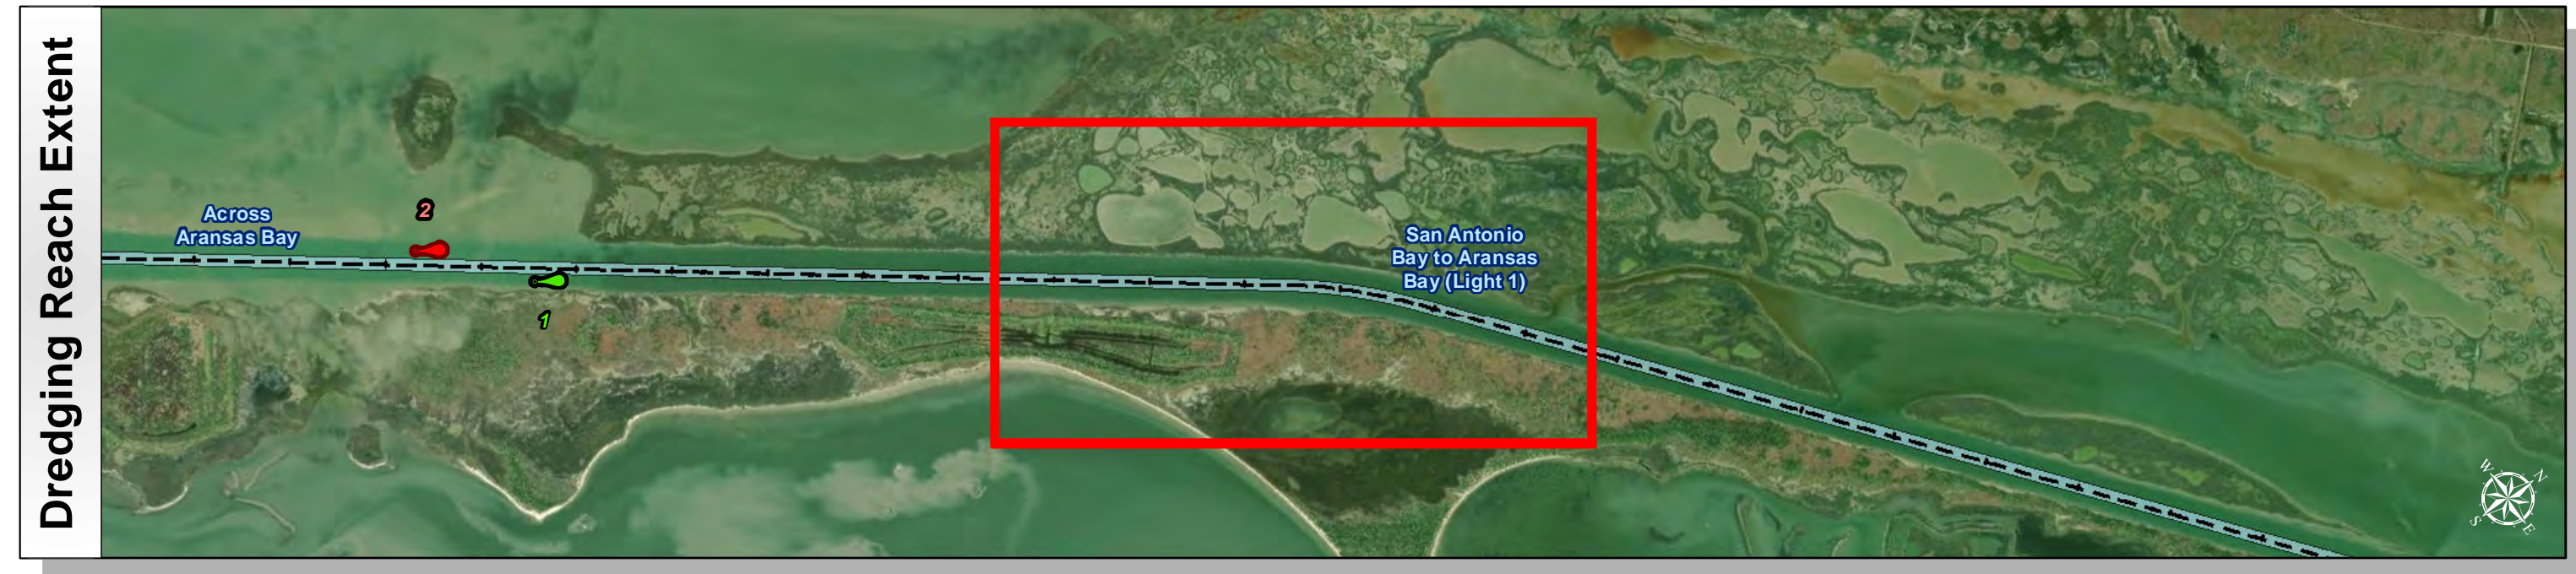 Dredging Reach Extent
Across
Aransas Bay
2
1
San Antonio
Bay to Aransas
Bay (Light 1)
W
N
S
E